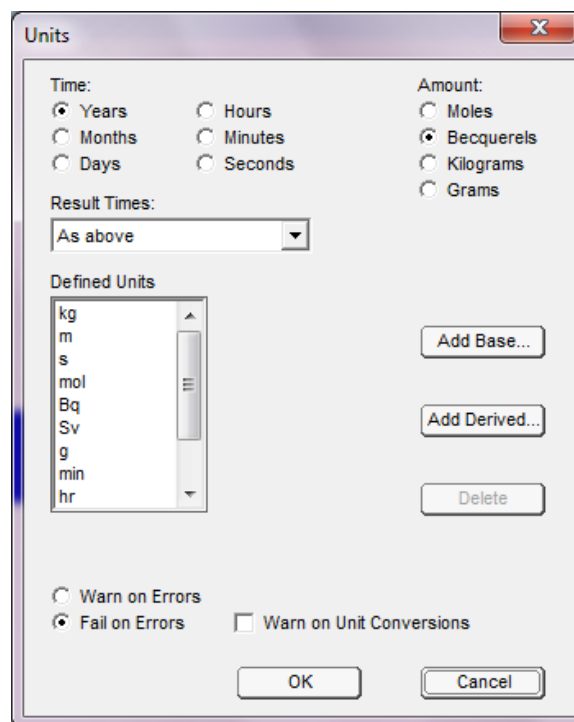 Units
Time:
Amount:
Years
Hours
Moles
Months
Minutes
Becquerels
Days
Seconds
Kilograms
Grams
Result Times:
As above
Defined Units
kg
m
s
mol
Bq
Sv
g
min
hr
Add Base...
Add Derived...
Delete
Warn on Errors
Fail on Errors
Warn on Unit Conversions
OK
Cancel